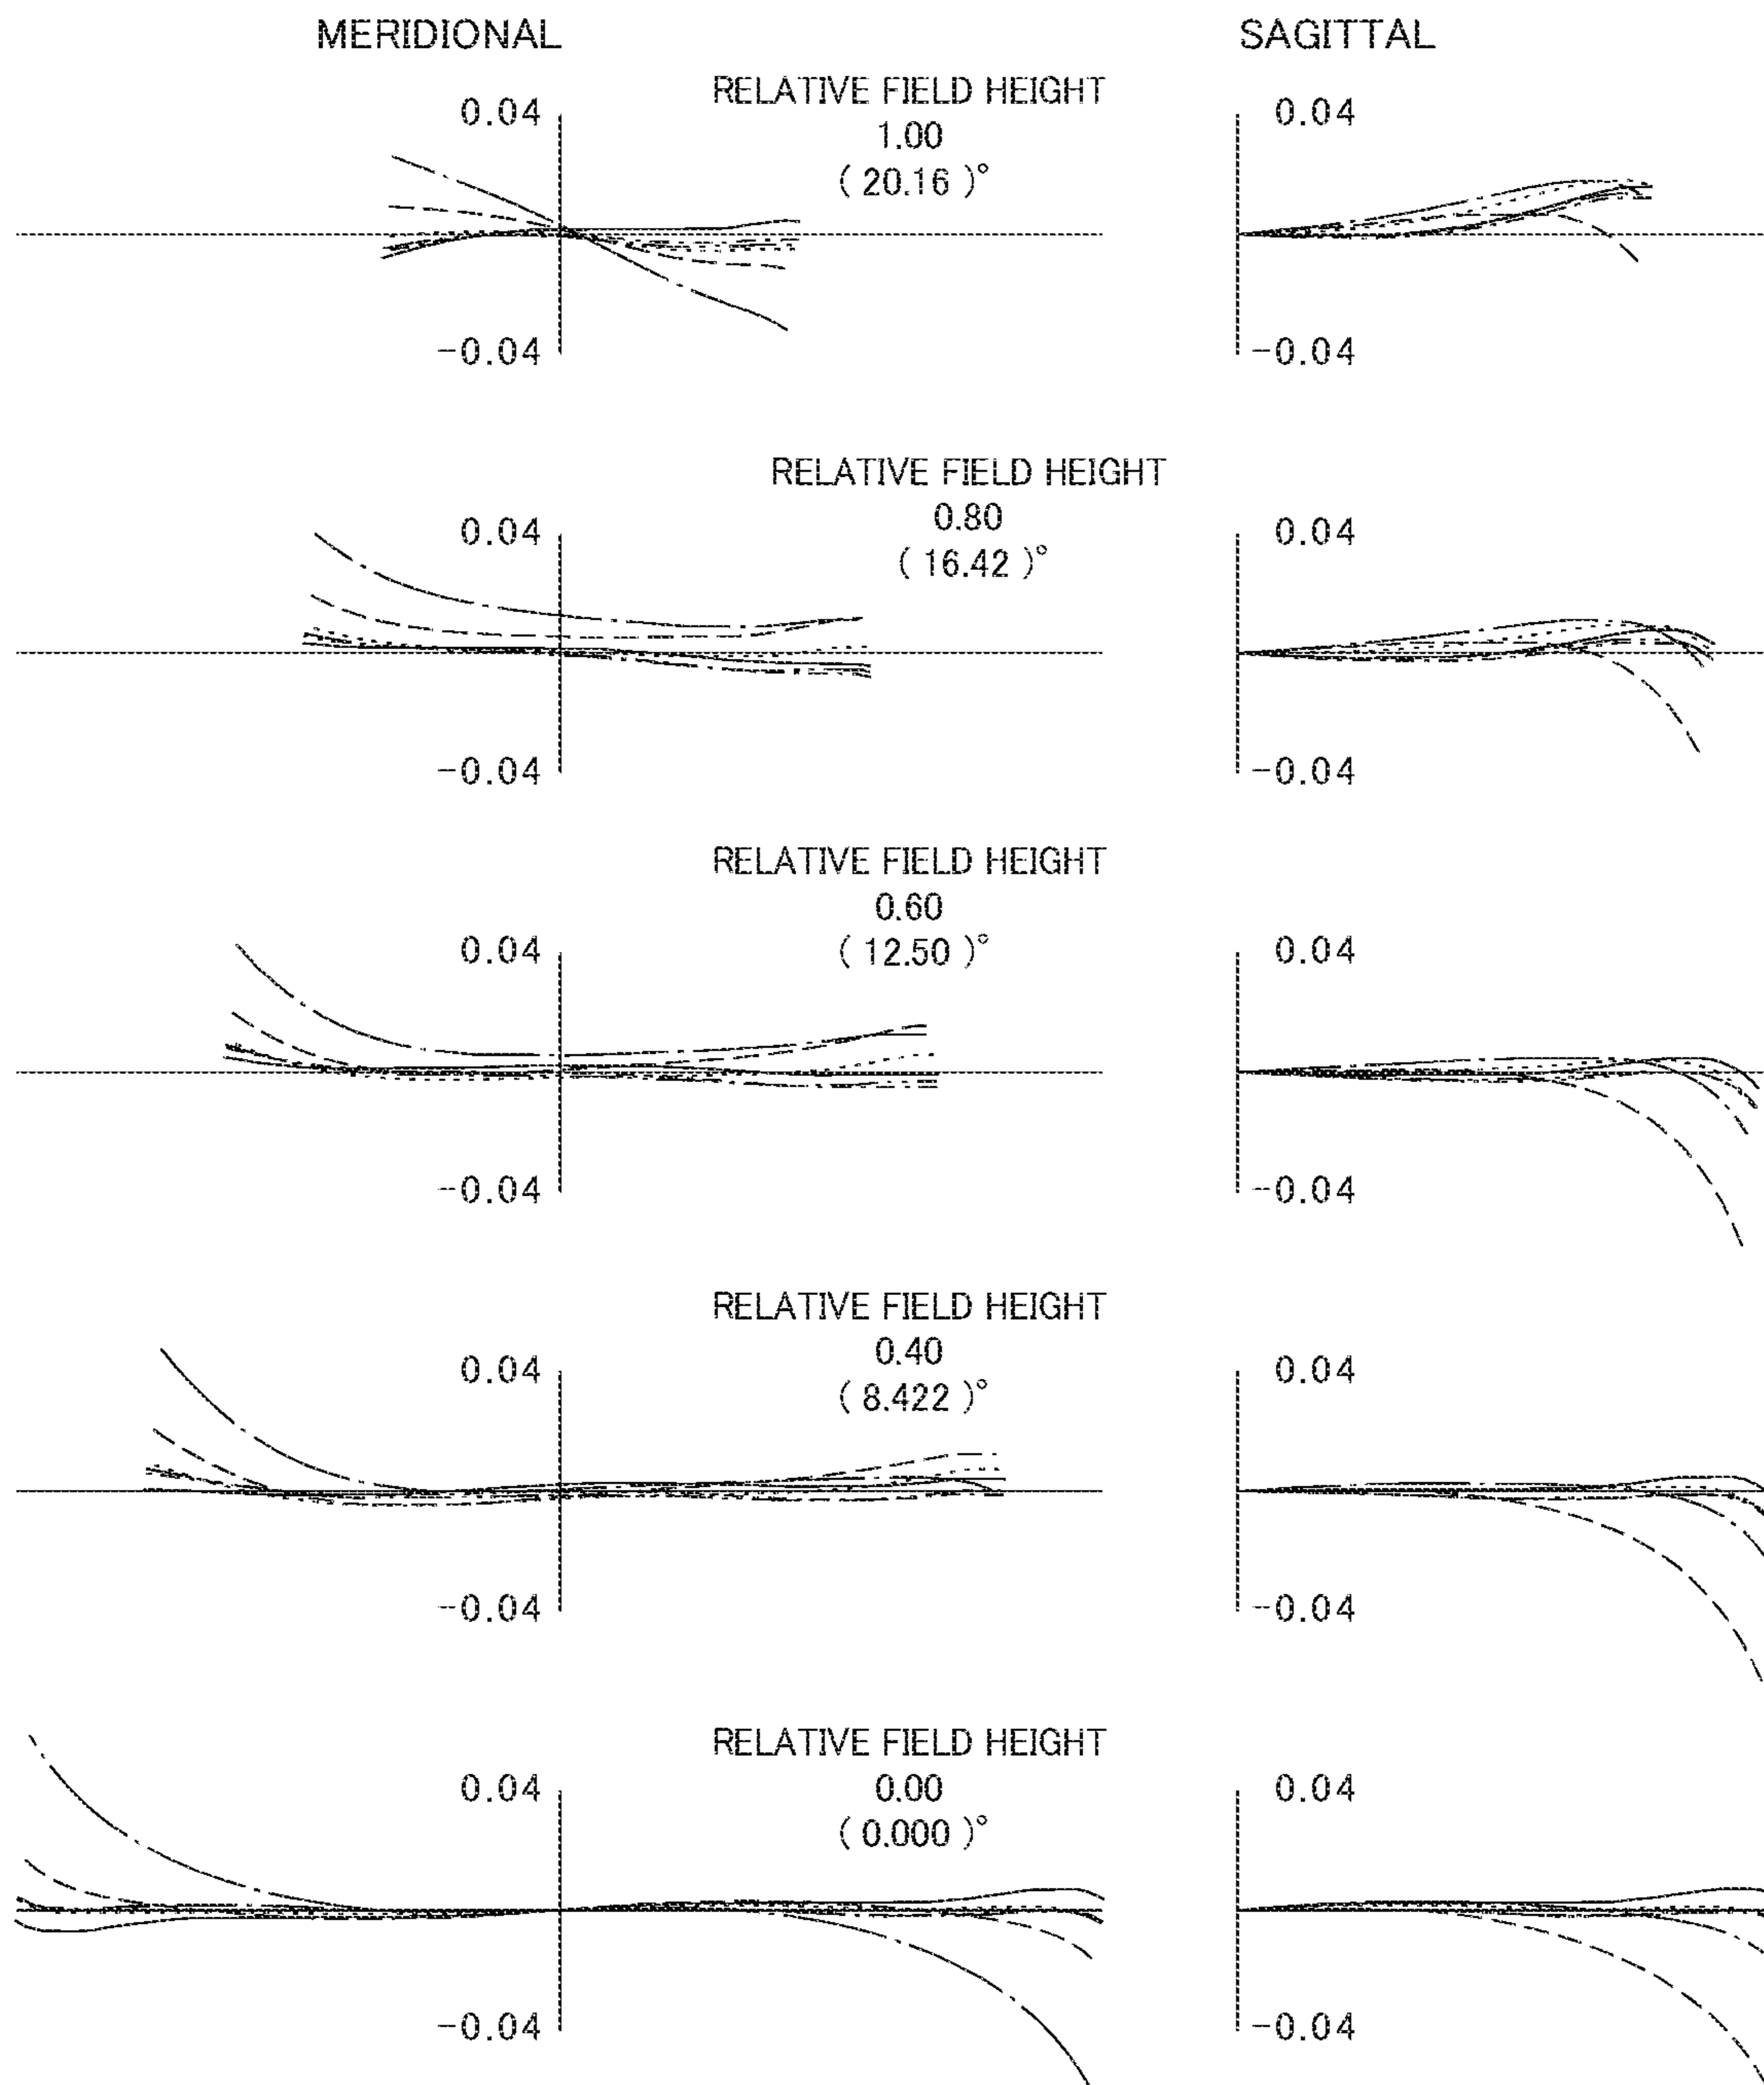 MERIDIONAL
SAGITTAL
RELATIVE FIELD HEIGHT
1.00
( 20.16 )°
0.04
-0.04
0.04
-0.04
RELATIVE FIELD HEIGHT
0.80
( 16.42 )°
0.04
-0.04
0.04
-0.04
RELATIVE FIELD HEIGHT
0.60
( 12.50 )°
0.04
-0.04
0.04
-0.04
RELATIVE FIELD HEIGHT
0.40
( 8.422 )°
0.04
-0.04
0.04
-0.04
RELATIVE FIELD HEIGHT
0.00
( 0.000 )°
0.04
-0.04
0.04
-0.04